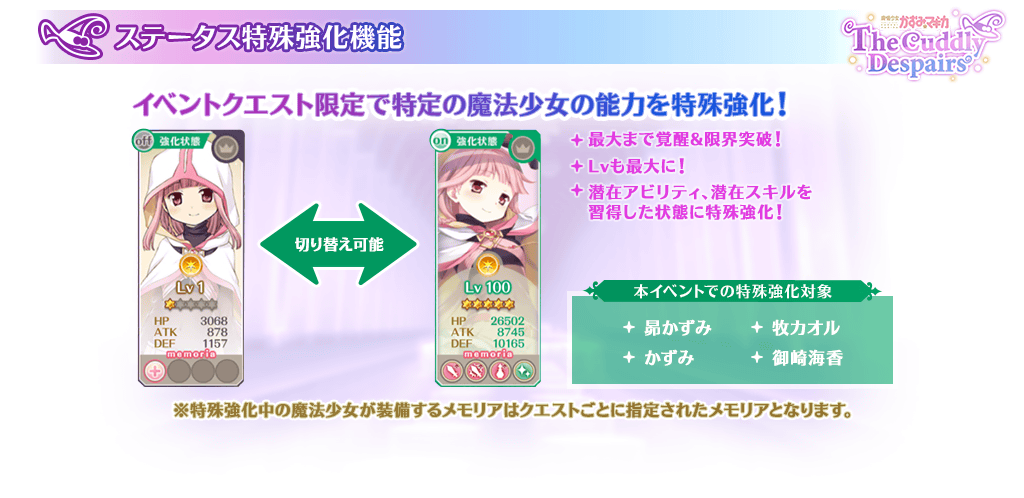 ステータス特殊強化機能
かずみ☆マギカ
The Cuddly
Despairs
イベントクエスト限定で特定の魔法少女の能力を特殊強化！
off 強化状態
Lv 1
HP 3068
ATK 878
DEF 1157
memoria
切り替え可能
on 強化状態
Lv 100
HP 26502
ATK 8745
DEF 10165
memoria
最大まで覚醒&限界突破！
Lvも最大に！
潜在アビリティ、潜在スキルを
習得した状態に特殊強化！
本イベントでの特殊強化対象
昴かずみ
牧カオル
かずみ
御崎海香
※特殊強化中の魔法少女が装備するメモリアはクエストごとに指定されたメモリアとなります。